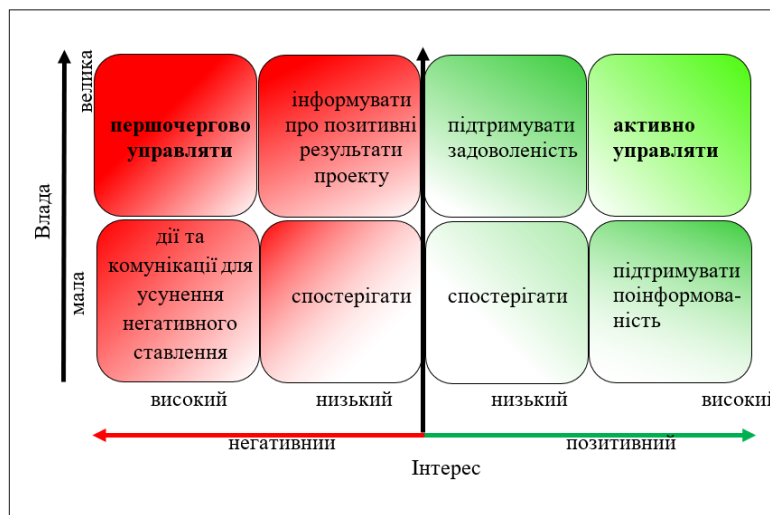 Влада
велика
мала
першочергово
управляти
інформувати
про позитивні
результати
проекту
підтримувати
задоволеність
активно
управляти
дії та
комунікації для
усунення
негативного
ставлення
спостерігати
спостерігати
підтримувати
поінформова-
ність
високий
низький
низький
високий
негативний
позитивний
Інтерес